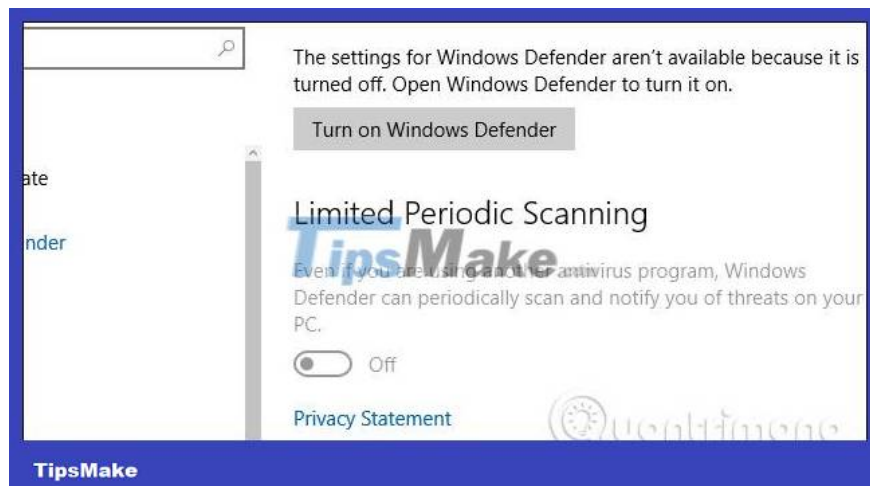 The settings for Windows Defender aren't available because it is
turned off. Open Windows Defender to turn it on.
Turn on Windows Defender
ate
nder
Limited Periodic Scanning
TipsMake.com
Even if you are using another antivirus program, Windows
Defender can periodically scan and notify you of threats on your
PC.
Off
Privacy Statement
TipsMake